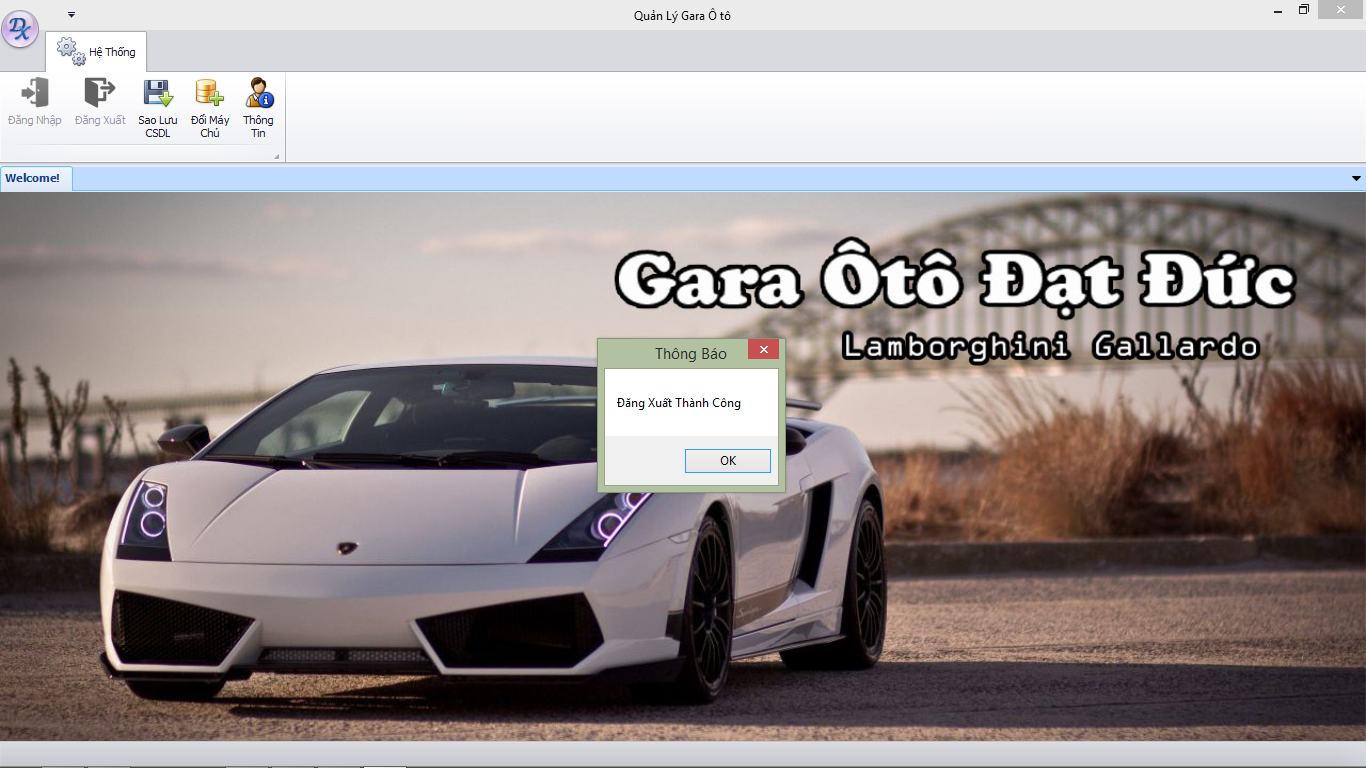 Quản Lý Gara Ô tô
DX
Hệ Thống
Đăng Nhập
Đăng Xuất
Sao Lưu
CSDL
Đổi Máy
Chủ
Thông
Tin
Welcome!
Gara Ôtô Đạt Đức
Lamborghini Gallardo
Thông Báo
Đăng Xuất Thành Công
OK